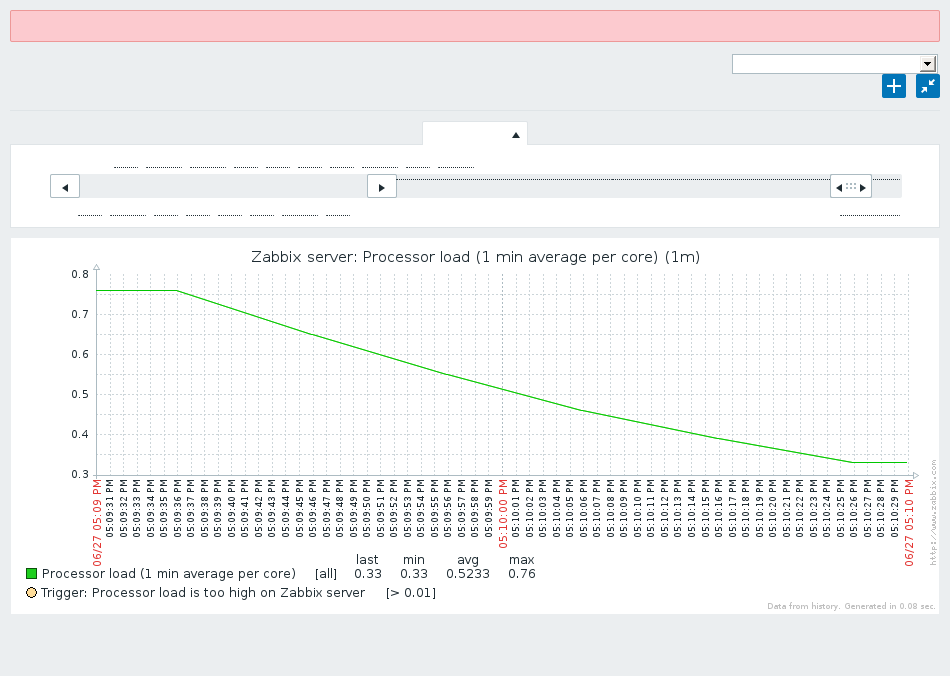 Zabbix server: Processor load (1 min average per core) (1m)
0.8
0.7
0.6
0.5
0.4
0.3
06/27 05:09 PM
05:09:31 PM
05:09:32 PM
05:09:33 PM
05:09:34 PM
05:09:35 PM
05:09:36 PM
05:09:37 PM
05:09:38 PM
05:09:39 PM
05:09:40 PM
05:09:41 PM
05:09:42 PM
05:09:43 PM
05:09:44 PM
05:09:45 PM
05:09:46 PM
05:09:47 PM
05:09:48 PM
05:09:49 PM
05:09:50 PM
05:09:51 PM
05:09:52 PM
05:09:53 PM
05:09:54 PM
05:09:55 PM
05:09:56 PM
05:09:57 PM
05:09:58 PM
05:09:59 PM
05:10:00 PM
05:10:01 PM
05:10:02 PM
05:10:03 PM
05:10:04 PM
05:10:05 PM
05:10:06 PM
05:10:07 PM
05:10:08 PM
05:10:09 PM
05:10:10 PM
05:10:11 PM
05:10:12 PM
05:10:13 PM
05:10:14 PM
05:10:15 PM
05:10:16 PM
05:10:17 PM
05:10:18 PM
05:10:19 PM
05:10:20 PM
05:10:21 PM
05:10:22 PM
05:10:23 PM
05:10:24 PM
05:10:25 PM
05:10:26 PM
05:10:27 PM
05:10:28 PM
05:10:29 PM
06/27 05:10 PM
http://www.zabbix.com
last min avg max
Processor load (1 min average per core) [all] 0.33 0.33 0.5233 0.76
Trigger: Processor load is too high on Zabbix server [> 0.01]
Data from history. Generated in 0.08 sec.